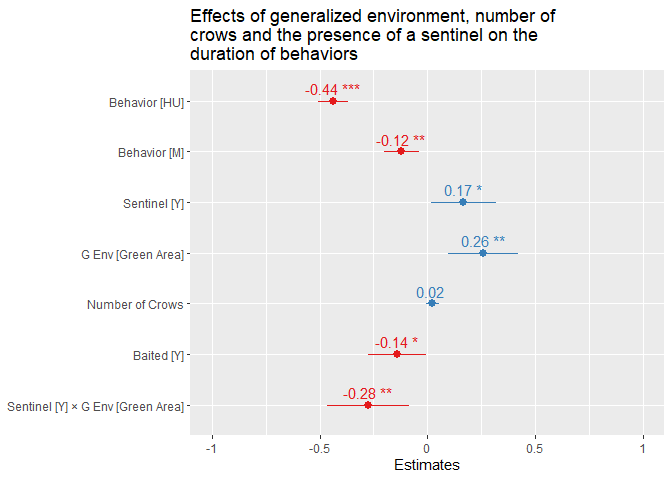 Effects of generalized environment, number of
crows and the presence of a sentinel on the
duration of behaviors
Behavior [HU]
-0.44 ***
Behavior [M]
-0.12 **
Sentinel [Y]
0.17 *
G Env [Green Area]
0.26 **
Number of Crows
0.02
Baited [Y]
-0.14 *
Sentinel [Y] × G Env [Green Area]
-0.28 **
-1
-0.5
0
0.5
1
Estimates